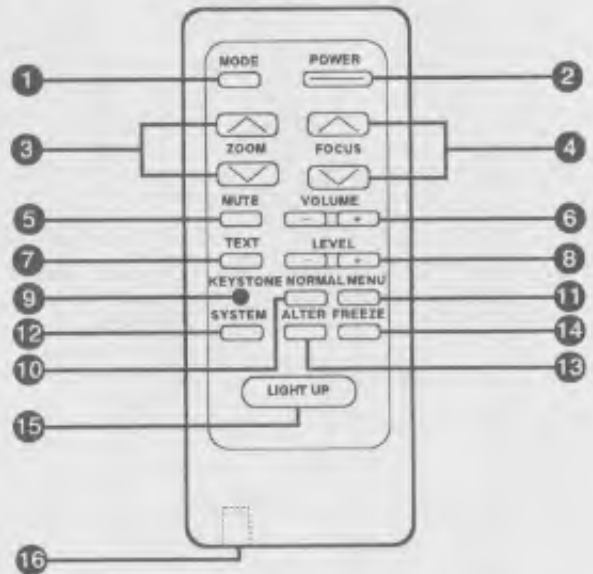 MODE POWER
1 2
3 ZOOM FOCUS 4
MUTE VOLUME
5 - + 6
TEXT LEVEL
7 - + 8
KEYSTONE NORMAL MENU
9 11
SYSTEM ALTER FREEZE
12 14
10 13
LIGHT UP
15
16